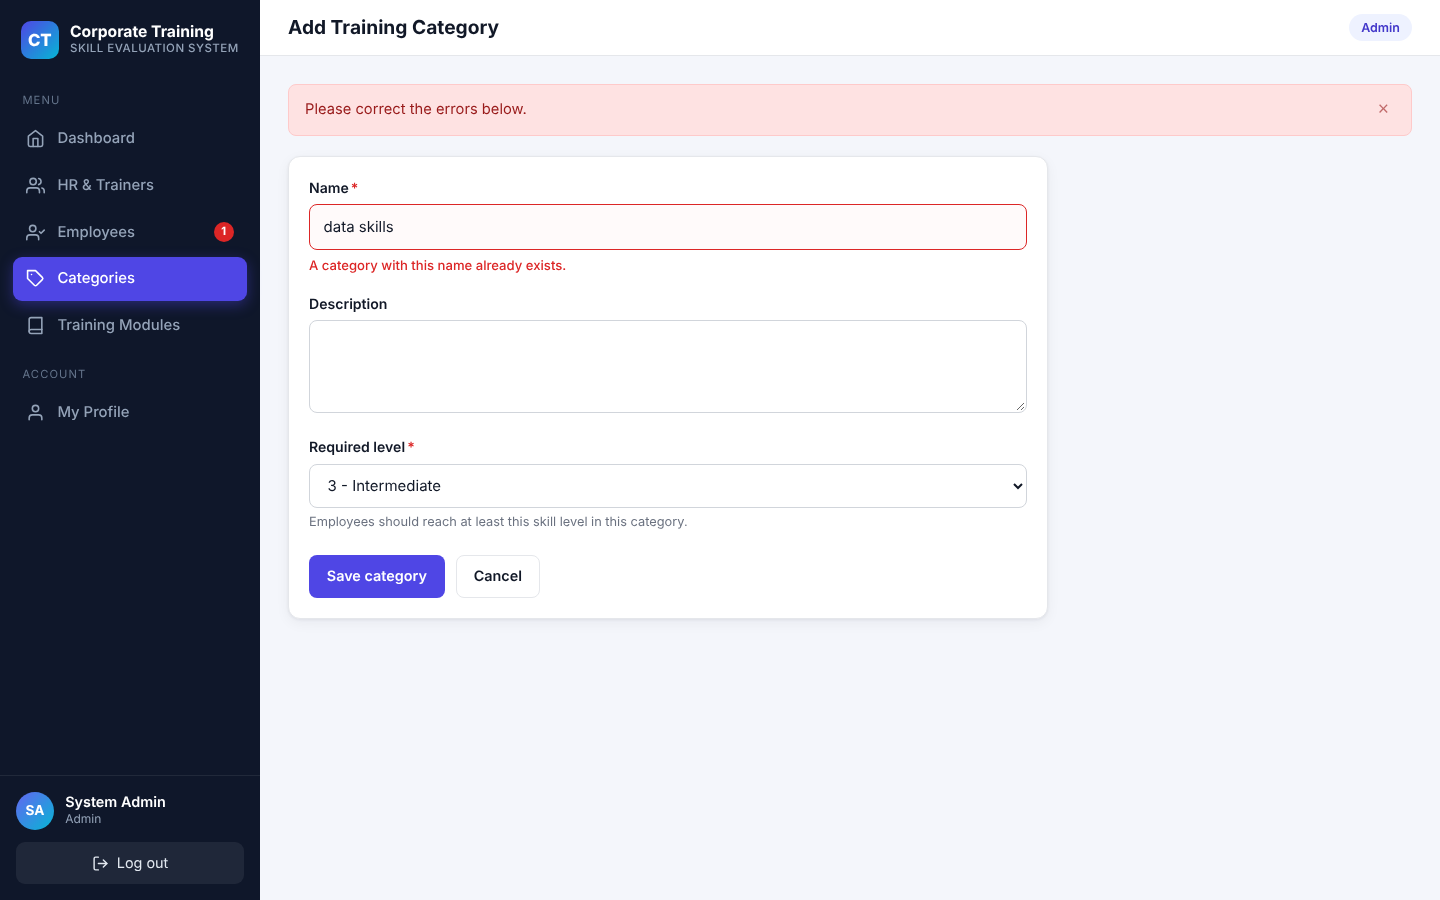 CT
Corporate Training
SKILL EVALUATION SYSTEM
MENU
Dashboard
HR & Trainers
Employees 1
Categories
Training Modules
ACCOUNT
My Profile
SA
System Admin
Admin
Log out
Add Training Category
Admin
Please correct the errors below. ×
Name *
data skills
A category with this name already exists.
Description
Required level *
3 - Intermediate
Employees should reach at least this skill level in this category.
Save category Cancel